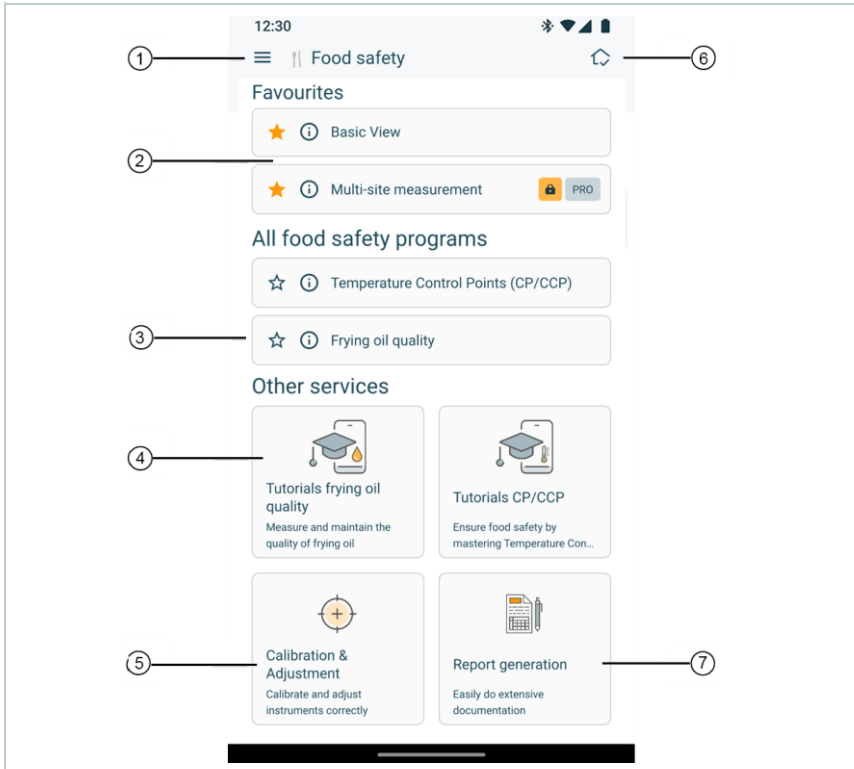 12:30
① Food safety ⑥
Favourites
Basic View
②
Multi-site measurement PRO
All food safety programs
Temperature Control Points (CP/CCP)
③ Frying oil quality
Other services
④
Tutorials frying oil
quality
Measure and maintain the
quality of frying oil
Tutorials CP/CCP
Ensure food safety by
mastering Temperature Con...
⑤
Calibration &
Adjustment
Calibrate and adjust
instruments correctly
Report generation
Easily do extensive
documentation
⑦